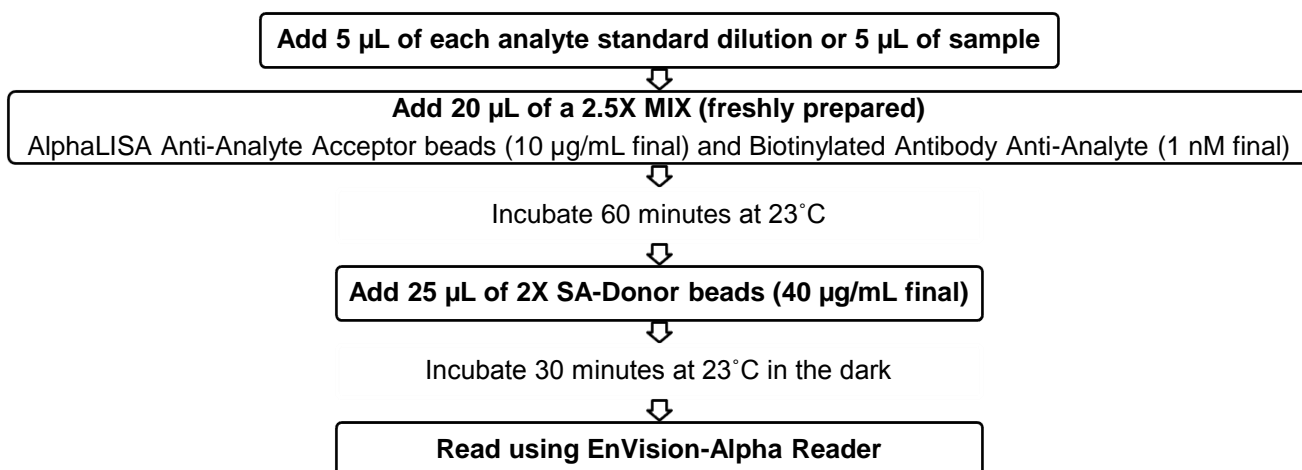 Add 5 µL of each analyte standard dilution or 5 µL of sample
Add 20 µL of a 2.5X MIX (freshly prepared)
AlphaLISA Anti-Analyte Acceptor beads (10 µg/mL final) and Biotinylated Antibody Anti-Analyte (1 nM final)
Incubate 60 minutes at 23˚C
Add 25 µL of 2X SA-Donor beads (40 µg/mL final)
Incubate 30 minutes at 23˚C in the dark
Read using EnVision-Alpha Reader